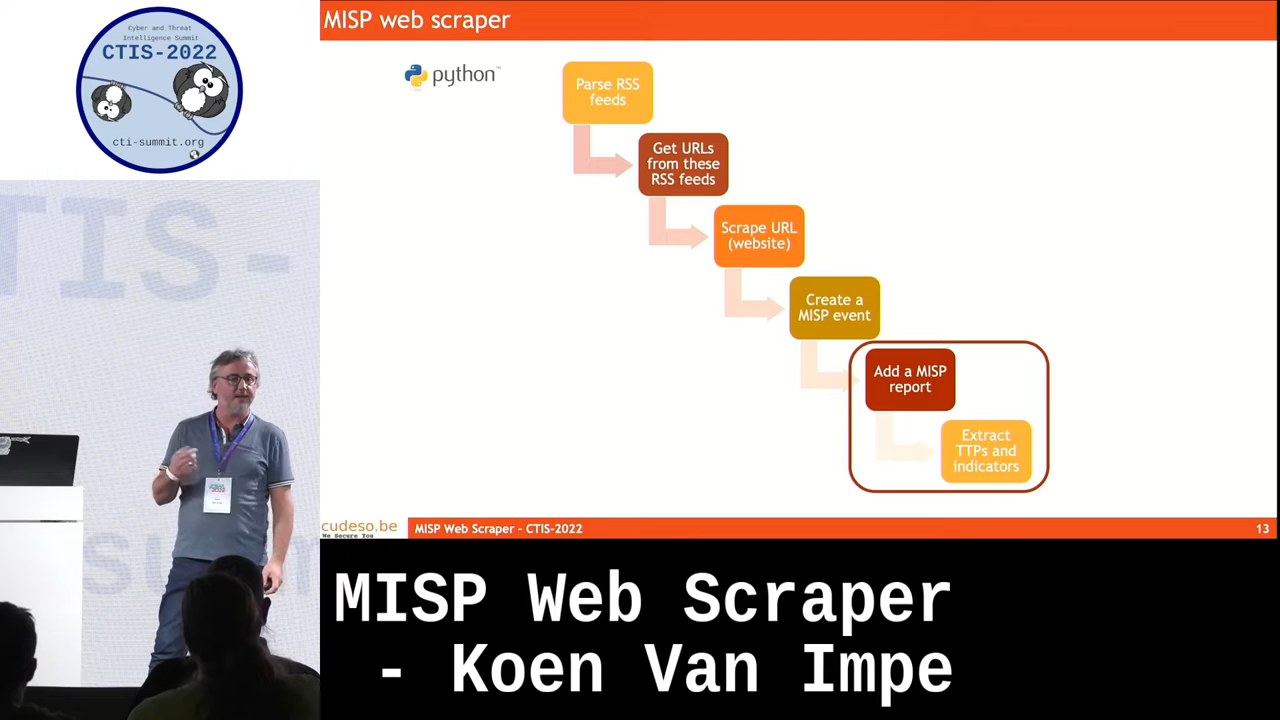 Cyber and Threat
Intelligence Summit
CTIS-2022
cti-summit.org
MISP web scraper
python
Parse RSS
feeds
Get URLs
from these
RSS feeds
Scrape URL
(website)
Create a
MISP event
Add a MISP
report
Extract
TTPs and
indicators
cudeso.be
We Secure You
MISP Web Scraper - CTIS-2022
13
TIS-
MISP Web Scraper
- Koen Van Impe